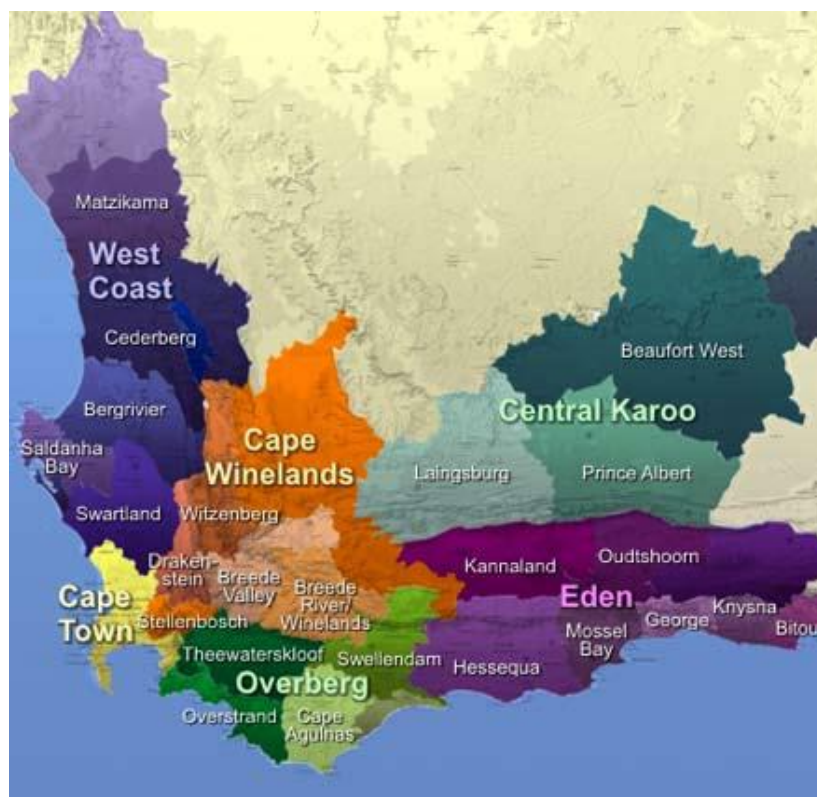 Matzikama
West
Coast
Cederberg
Beaufort West
Bergrivier
Central Karoo
Cape
Winelands
Saldanha
Bay
Laingsburg
Prince Albert
Swartland
Witzenberg
Draken-
stein
Breede
Valley
Breede
River/
Winelands
Kannaland
Oudtshoorn
Cape
Town
Stellenbosch
Eden
Mossel
Bay
George
Knysna
Bitou
Theewaterskloof
Swellendam
Hessequa
Overberg
Overstrand
Cape
Agulnas